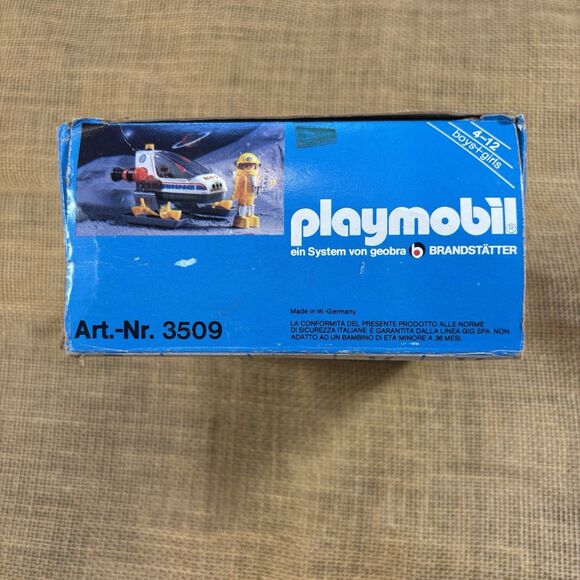 4-12
boys+girls
playmobil®
ein System von geobra BRANDSTÄTTER
Made in W.-Germany
Art.-Nr. 3509
LA CONFORMITÁ DEL PRESENTE PRODOTTO ALLE NORME
DI SICUREZZA ITALIANE É GARANTITA DALLA LINEA GIG SPA. NON
ADATTO AD UN BAMBINO DI ETA' MINORE A 36 MESI.